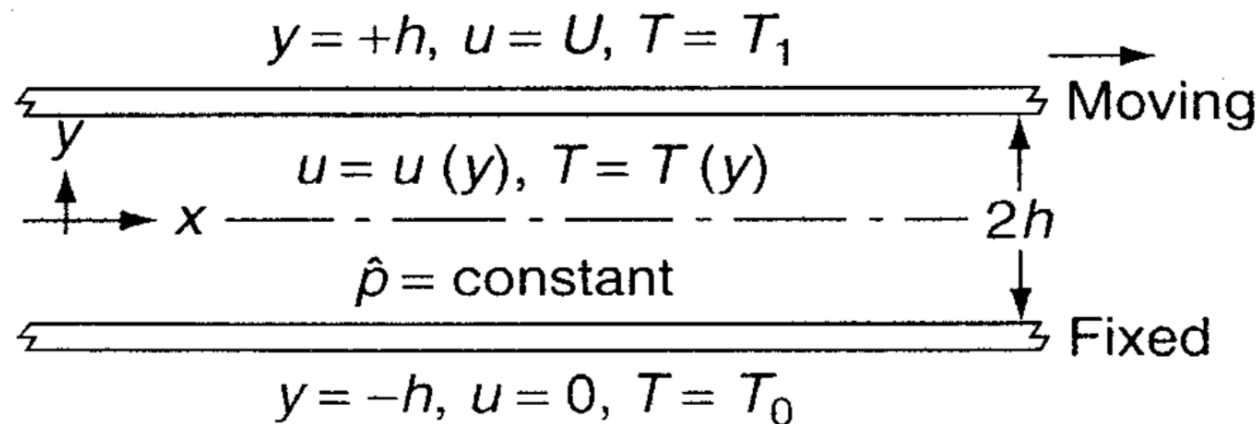 y = +h, u = U, T = T₁
Moving
y
u = u (y), T = T (y)
x
2h
p̂ = constant
Fixed
y = −h, u = 0, T = T₀